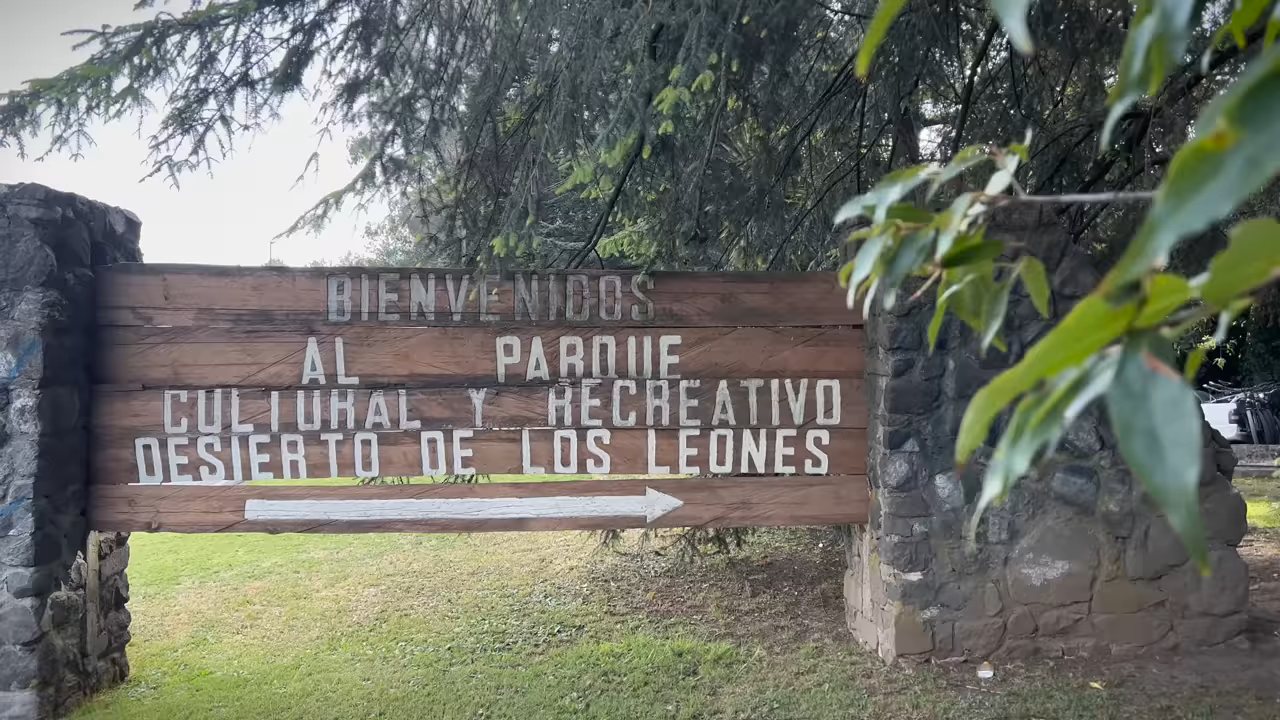 BIENVENIDOS
AL PARQUE
CULTURAL Y RECREATIVO
DESIERTO DE LOS LEONES